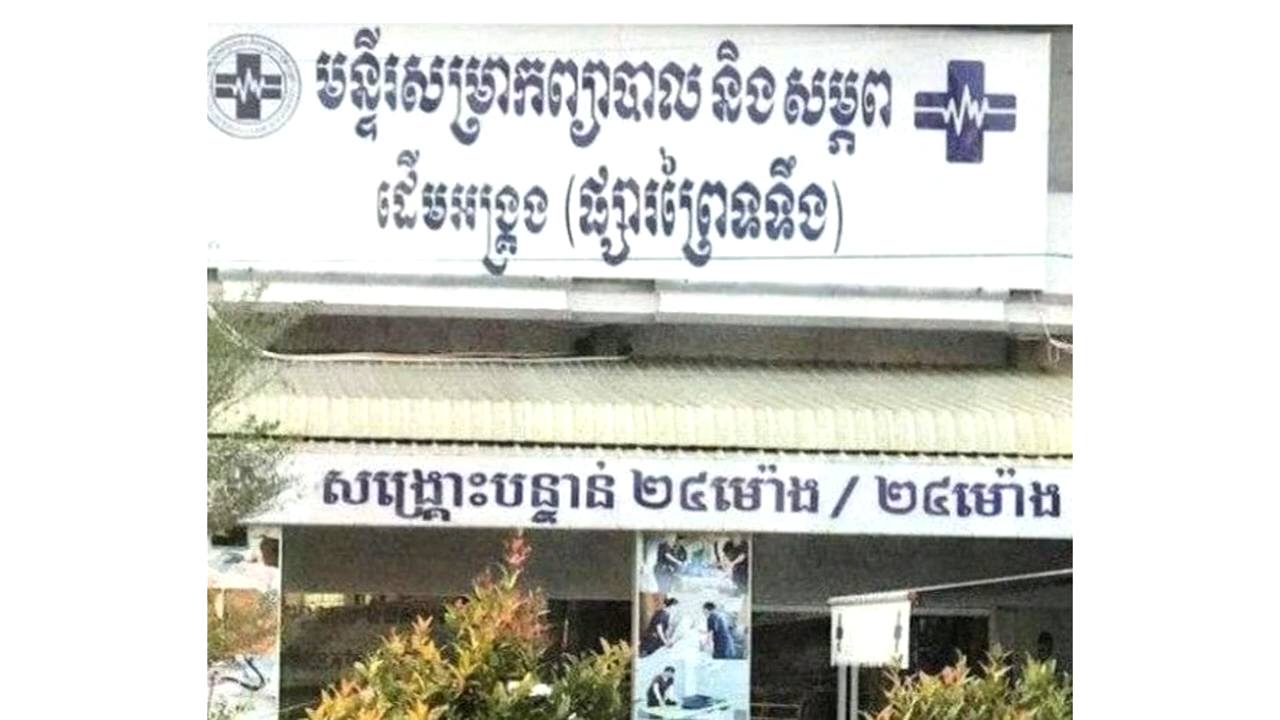 មន្ទីរសម្រាកព្យាបាល និងសម្ភព
ដើមអង្គ្រង (ផ្សារព្រៃទទឹង)
សង្គ្រោះបន្ទាន់ ២៤ម៉ោង / ២៤ម៉ោង